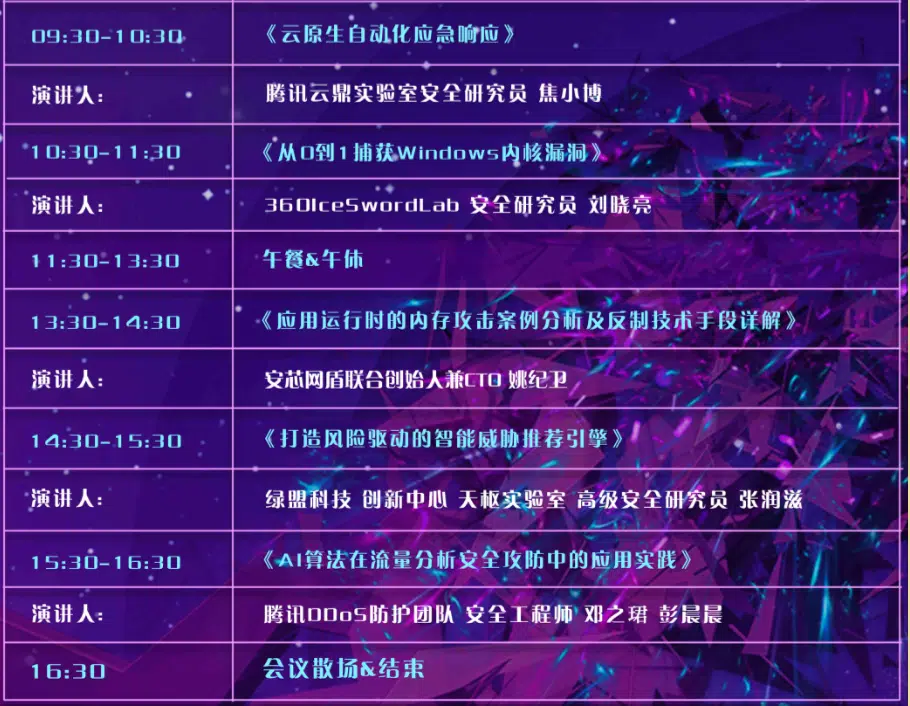 09:30-10:30 《云原生自动化应急响应》
演讲人: 腾讯云鼎实验室安全研究员 焦小博
10:30-11:30 《从0到1捕获Windows内核漏洞》
演讲人: 360IceSwordLab 安全研究员 刘晓亮
11:30-13:30 午餐&午休
13:30-14:30 《应用运行时的内存攻击案例分析及反制技术手段详解》
演讲人: 安芯网盾联合创始人兼CTO 姚纪卫
14:30-15:30 《打造风险驱动的智能威胁推荐引擎》
演讲人: 绿盟科技 创新中心 天枢实验室 高级安全研究员 张润滋
15:30-16:30 《AI算法在流量分析安全攻防中的应用实践》
演讲人: 腾讯DDoS防护团队 安全工程师 邓之珺 彭晨晨
16:30 会议散场&结束